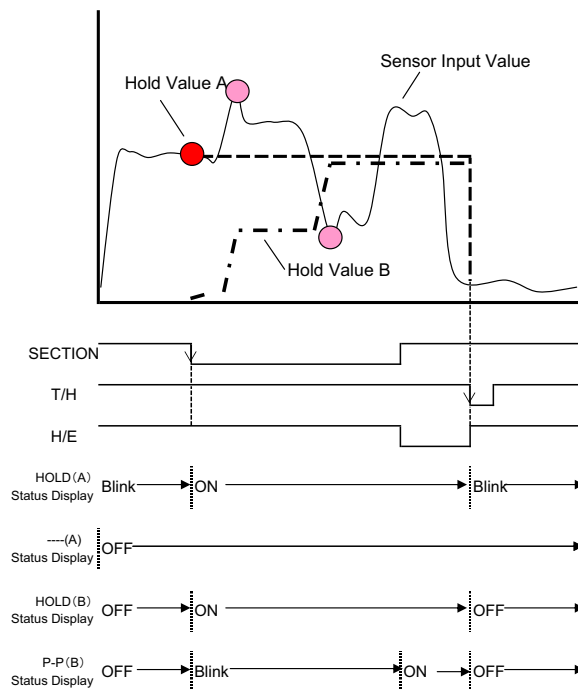 Hold Value A
Sensor Input Value
Hold Value B
SECTION
T/H
H/E
HOLD(A)
Status Display
Blink
ON
Blink
----(A)
Status Display
OFF
HOLD(B)
Status Display
OFF
ON
OFF
P-P(B)
Status Display
OFF
Blink
ON
OFF